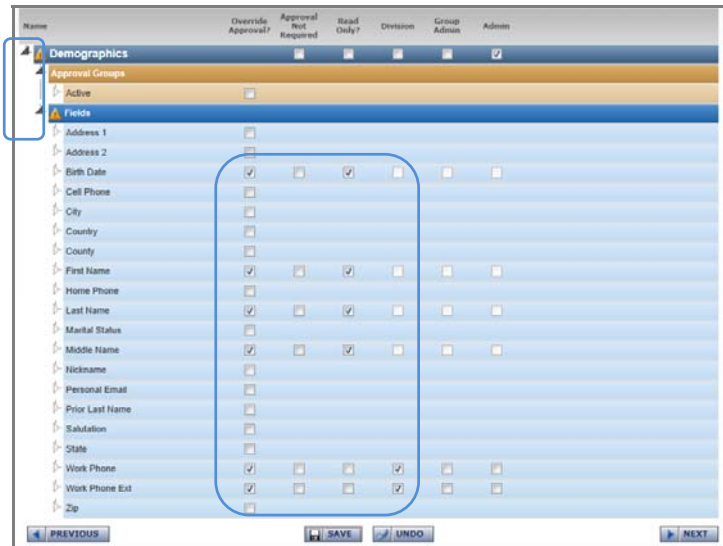 Name Override Approval? Approval Not Required Read Only? Division Group Admin Admin
Demographics
Approval Groups
Active
Fields
Address 1
Address 2
Birth Date
Cell Phone
City
Country
County
First Name
Home Phone
Last Name
Marital Status
Middle Name
Nickname
Personal Email
Prior Last Name
Salutation
State
Work Phone
Work Phone Ext
Zip
PREVIOUS SAVE UNDO NEXT